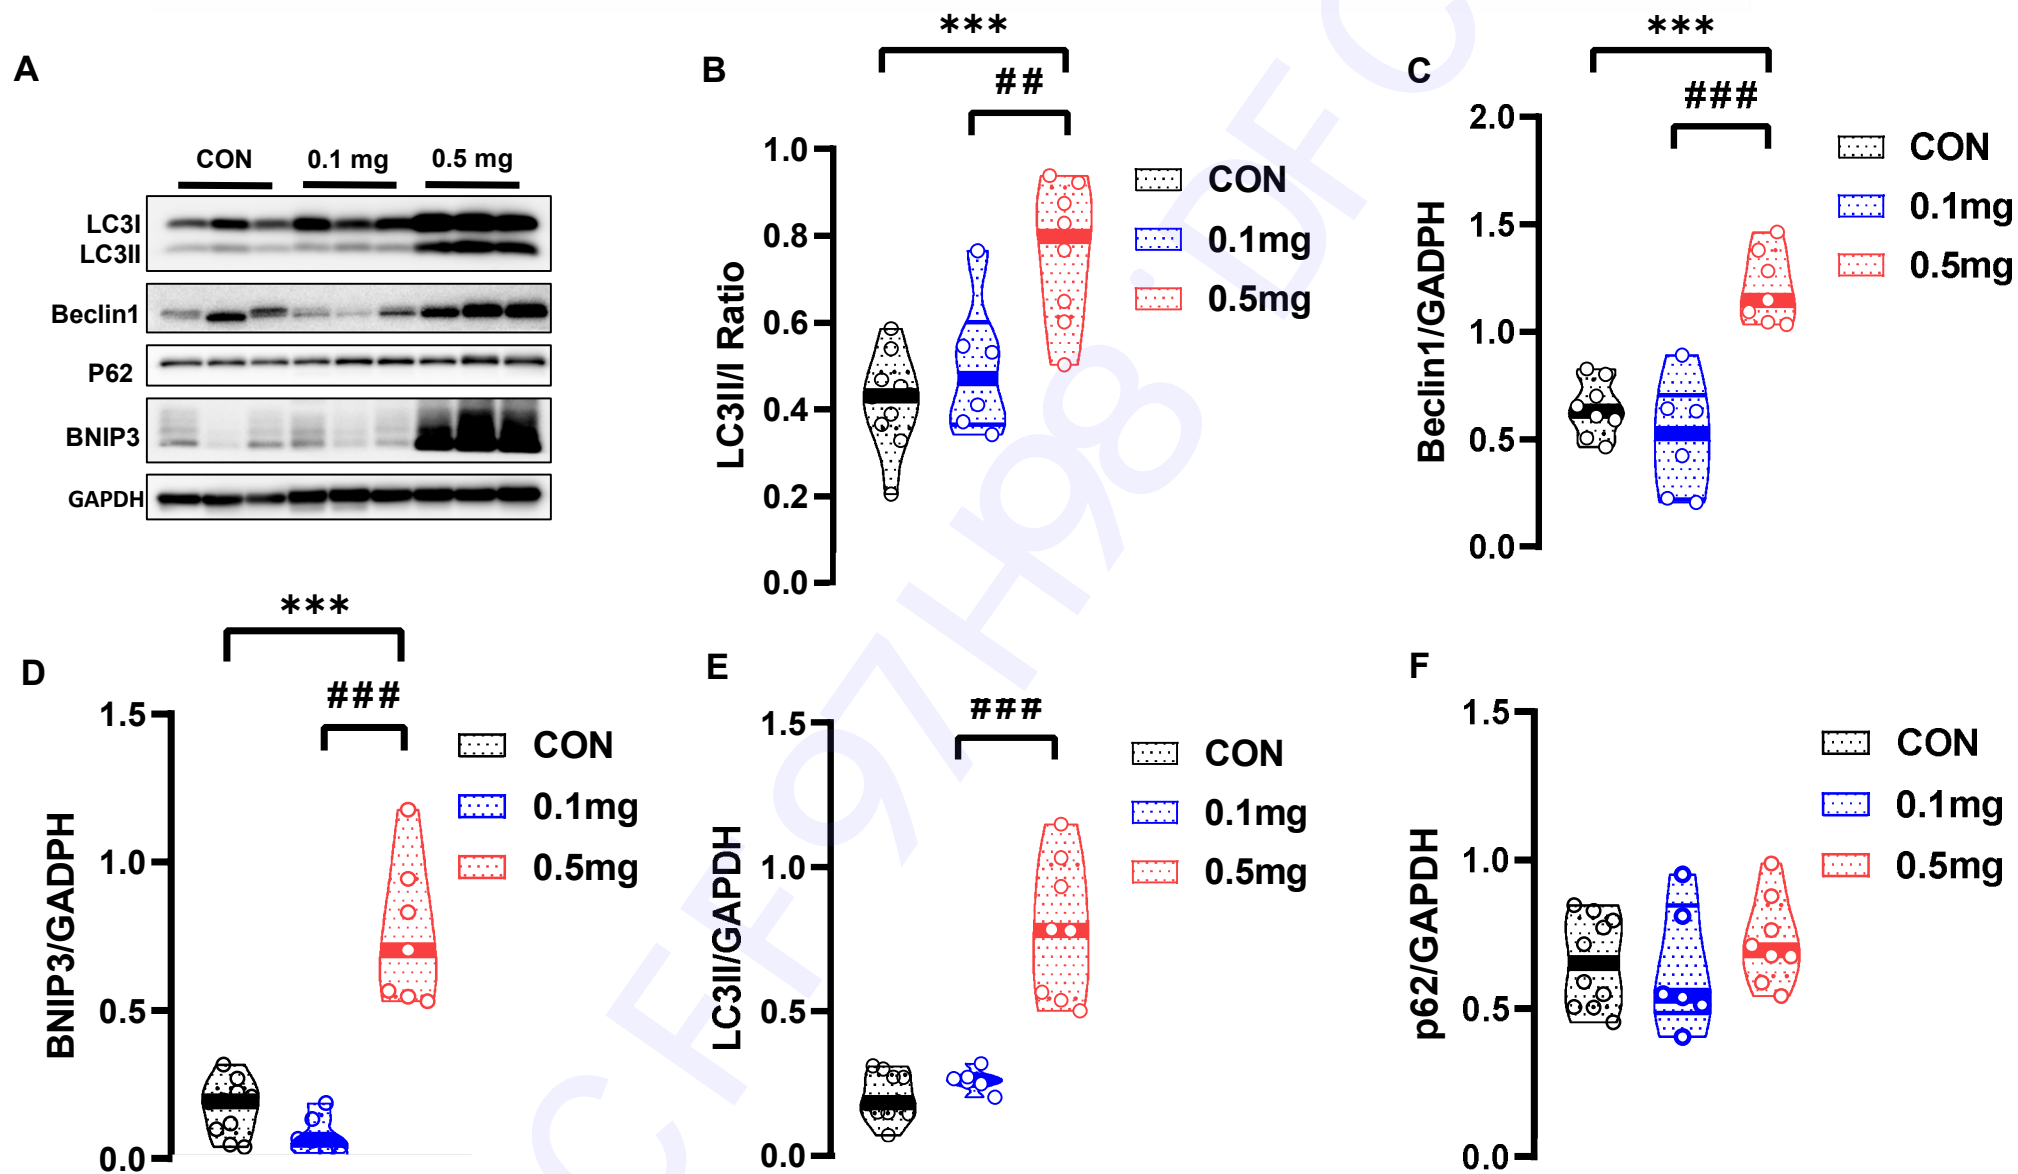 A
CON 0.1 mg 0.5 mg
LC3I
LC3II
Beclin1
P62
BNIP3
GAPDH
B
***
##
LC3II/I Ratio
1.0
0.8
0.6
0.4
0.2
0.0
CON
0.1mg
0.5mg
C
***
###
Beclin1/GADPH
2.0
1.5
1.0
0.5
0.0
CON
0.1mg
0.5mg
D
***
###
BNIP3/GADPH
1.5
1.0
0.5
0.0
CON
0.1mg
0.5mg
E
###
LC3II/GAPDH
1.5
1.0
0.5
0.0
CON
0.1mg
0.5mg
F
p62/GAPDH
1.5
1.0
0.5
0.0
CON
0.1mg
0.5mg